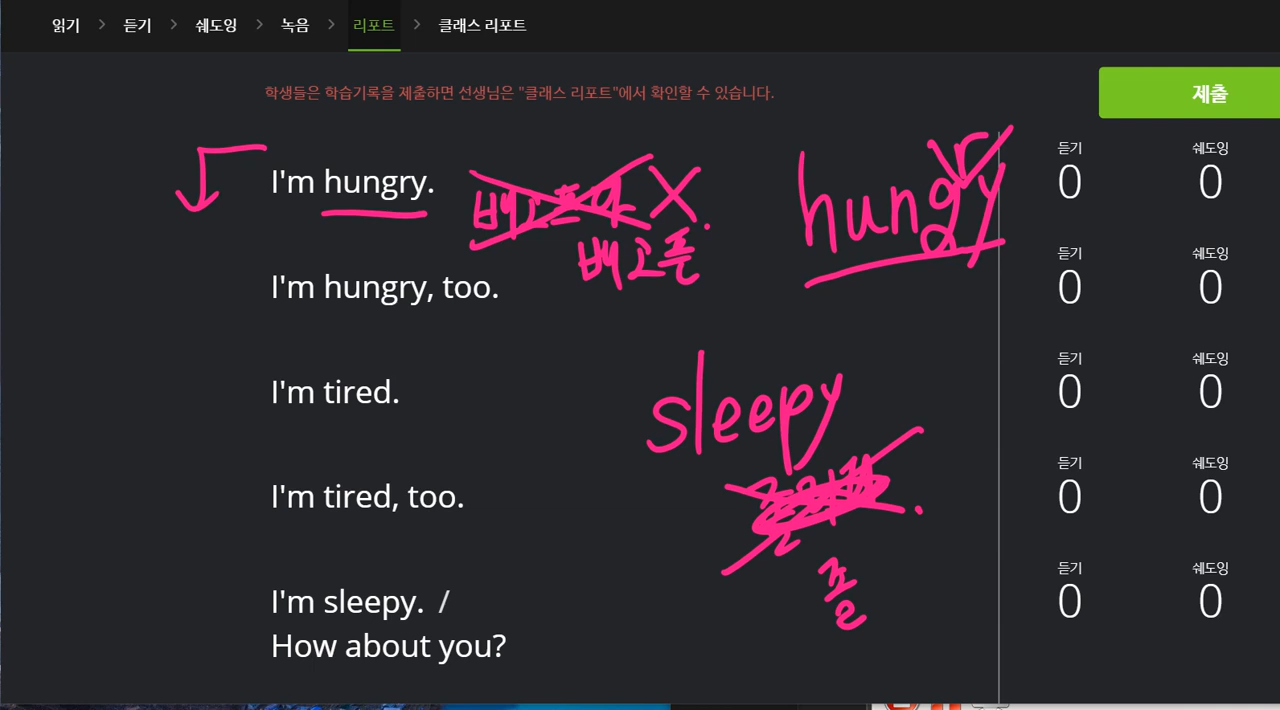 읽기 > 듣기 > 쉐도잉 > 녹음 > 리포트 > 클래스 리포트
학생들은 학습기록을 제출하면 선생님은 "클래스 리포트"에서 확인할 수 있습니다.
제출
I'm hungry.
배고프다 X.
배고픈
hungry
듣기 쉐도잉
0 0
I'm hungry, too.
듣기 쉐도잉
0 0
I'm tired.
sleepy
듣기 쉐도잉
0 0
I'm tired, too.
듣기 쉐도잉
0 0
졸
I'm sleepy. /
How about you?
듣기 쉐도잉
0 0